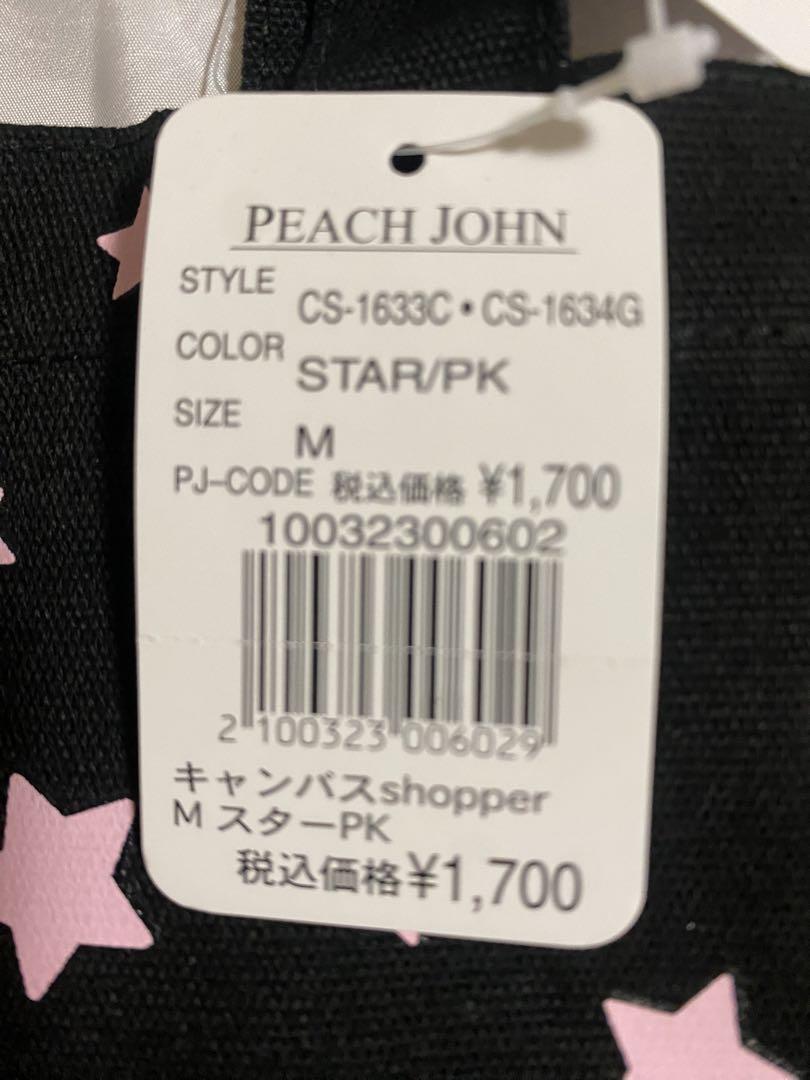 PEACH JOHN
STYLE CS-1633C・CS-1634G
COLOR STAR/PK
SIZE M
PJ-CODE 税込価格 ¥1,700
10032300602
2 100323 006029
キャンバスshopper
M スターPK
税込価格¥1,700